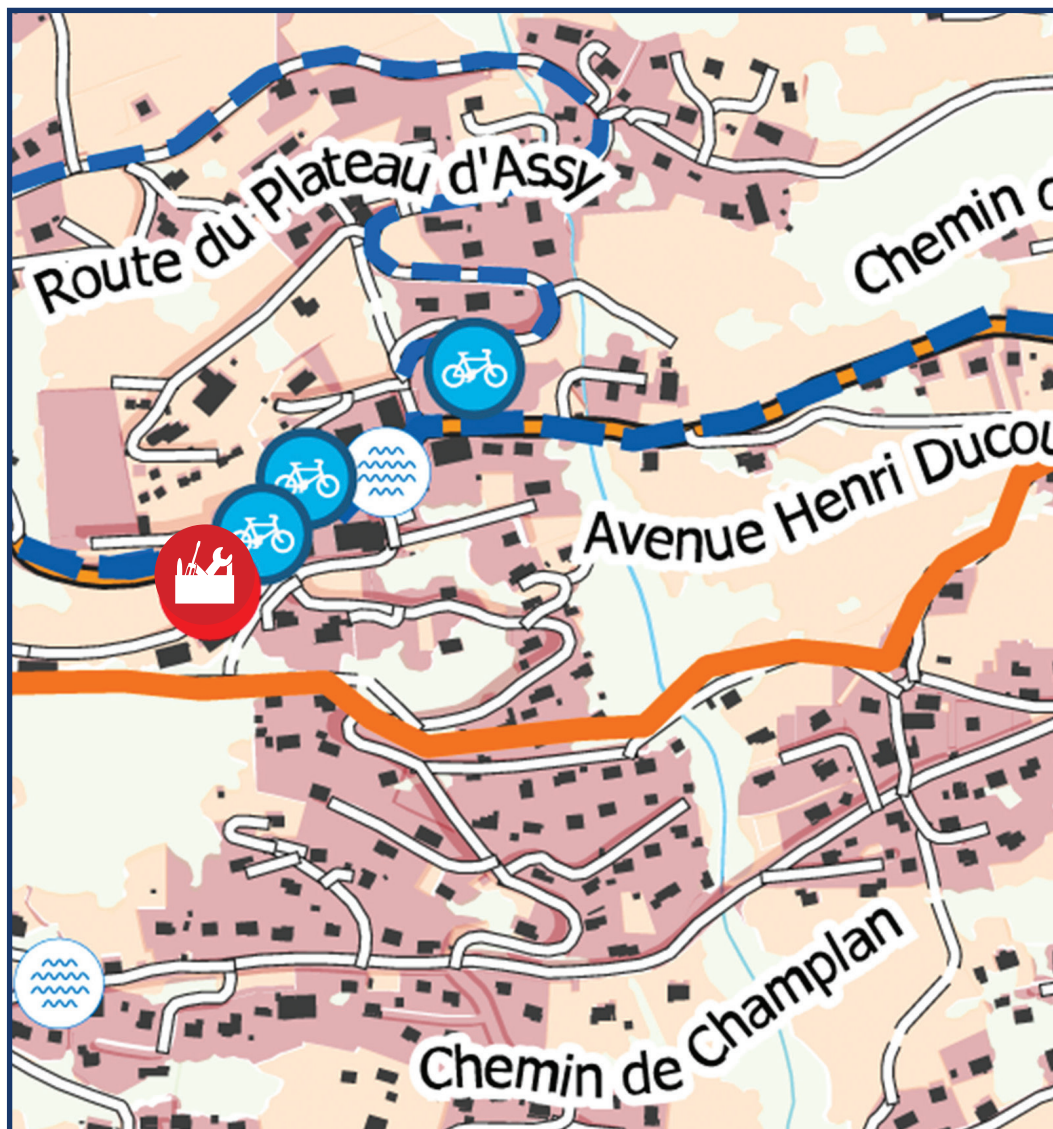 Route du Plateau d'Assy
Chemin
Avenue Henri Ducou
Chemin de Champlan